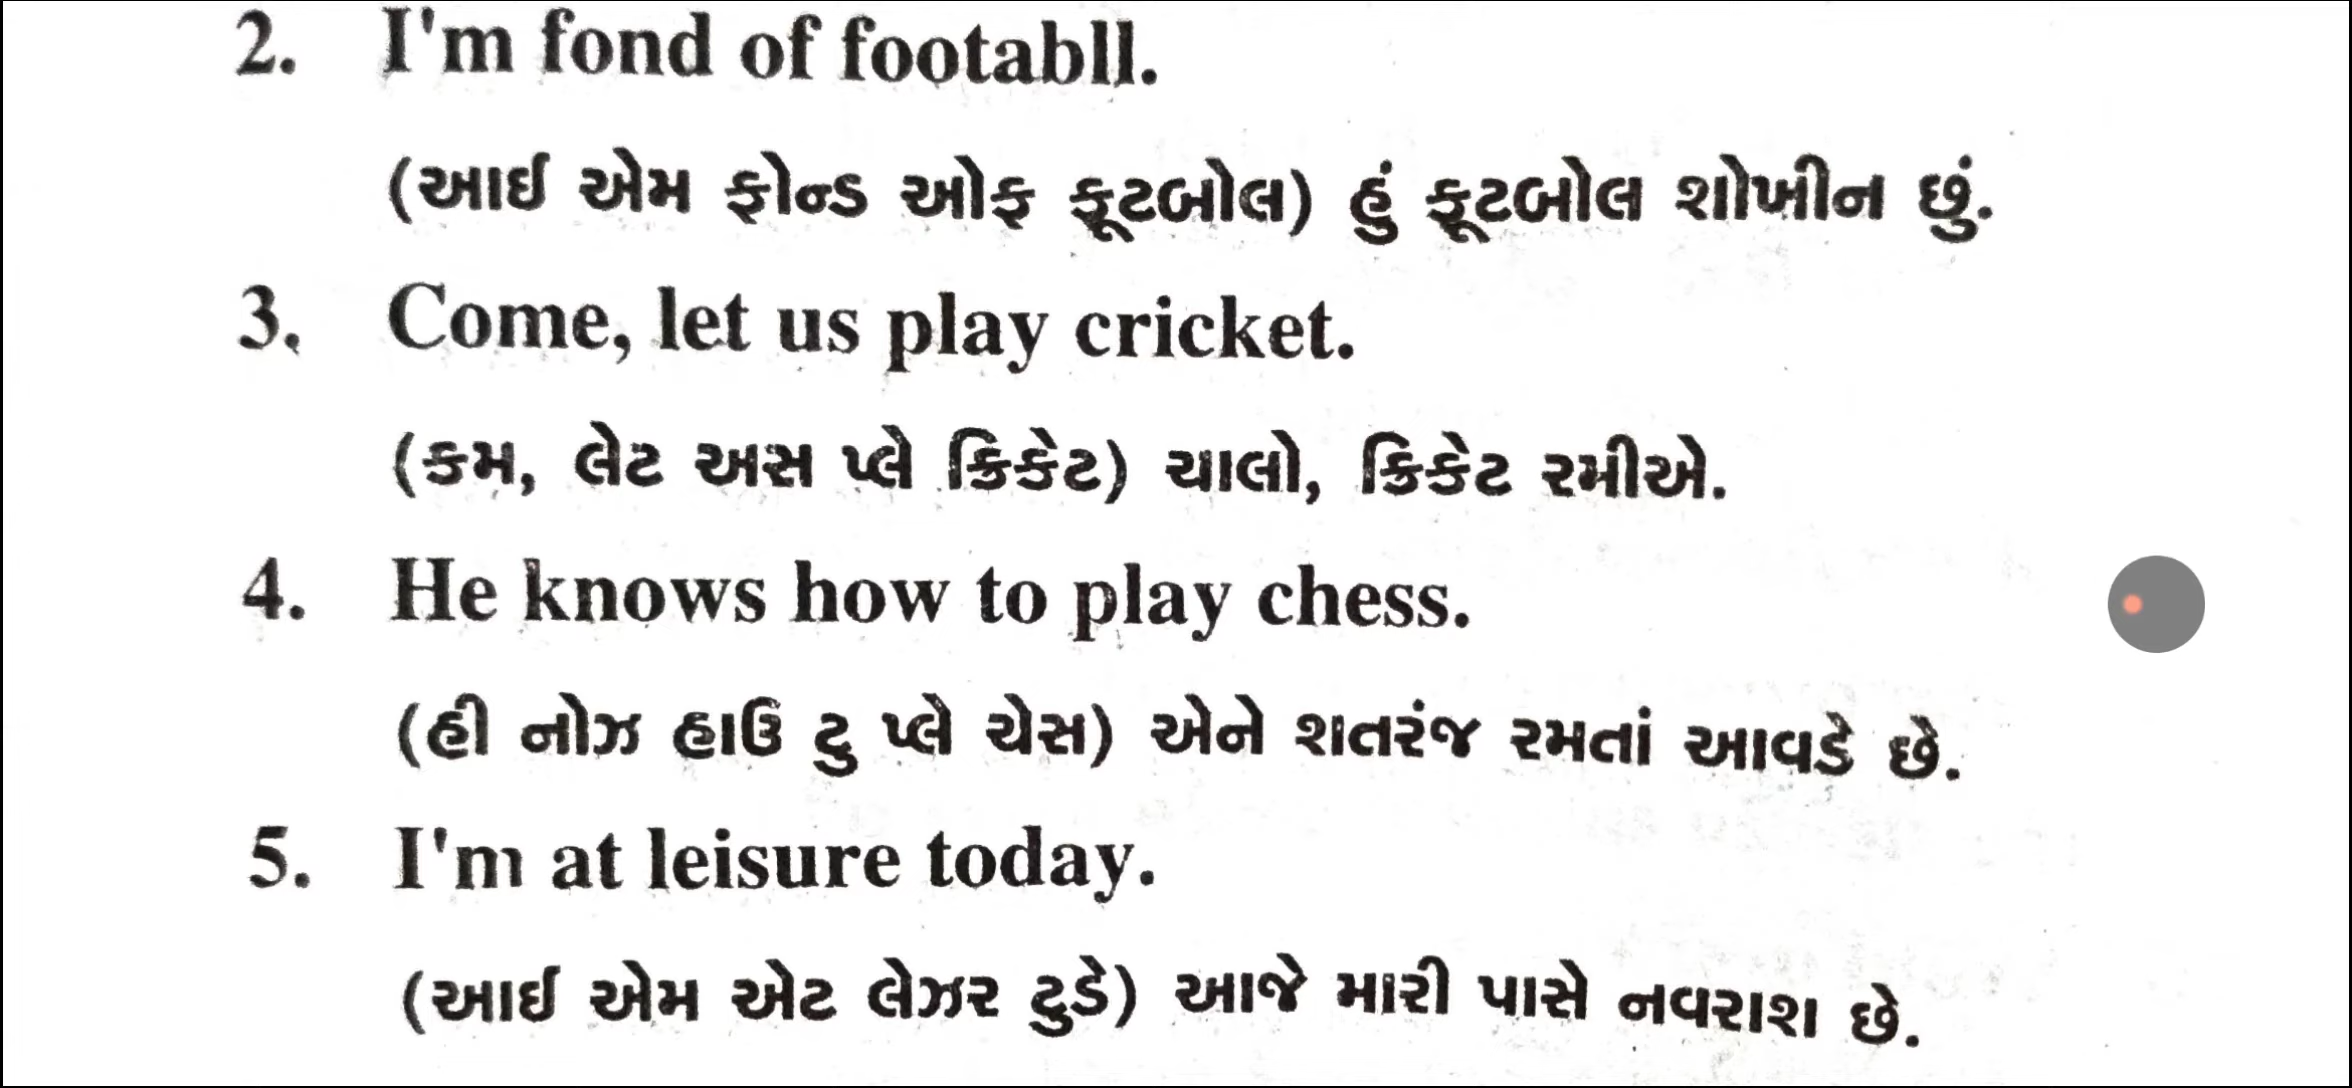 2. I'm fond of footabll.
(આઈ એમ ફોન્ડ ઓફ ફૂટબોલ) હું ફૂટબોલ શોખીન છું.
3. Come, let us play cricket.
(કમ, લેટ અસ પ્લે ક્રિકેટ) ચાલો, ક્રિકેટ રમીએ.
4. He knows how to play chess.
(હી નોઝ હાઉ ટુ પ્લે ચેસ) એને શતરંજ રમતાં આવડે છે.
5. I'm at leisure today.
(આઈ એમ એટ લેઝર ટુડે) આજે મારી પાસે નવરાશ છે.